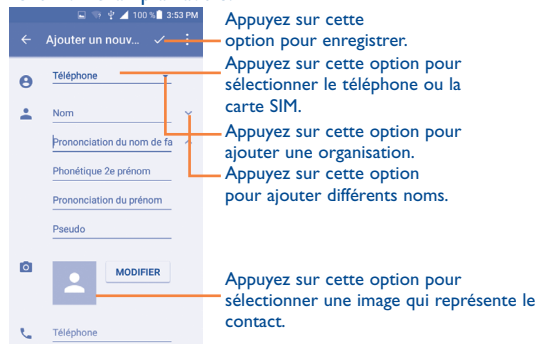 100 % 3:53 PM
Ajouter un nouv...
Téléphone
Nom
Prononciation du nom de fa
Phonétique 2e prénom
Prononciation du prénom
Pseudo
MODIFIER
Téléphone
Appuyez sur cette
option pour enregistrer.
Appuyez sur cette option pour
sélectionner le téléphone ou la
carte SIM.
Appuyez sur cette option pour
ajouter une organisation.
Appuyez sur cette option
pour ajouter différents noms.
Appuyez sur cette option pour
sélectionner une image qui représente le
contact.